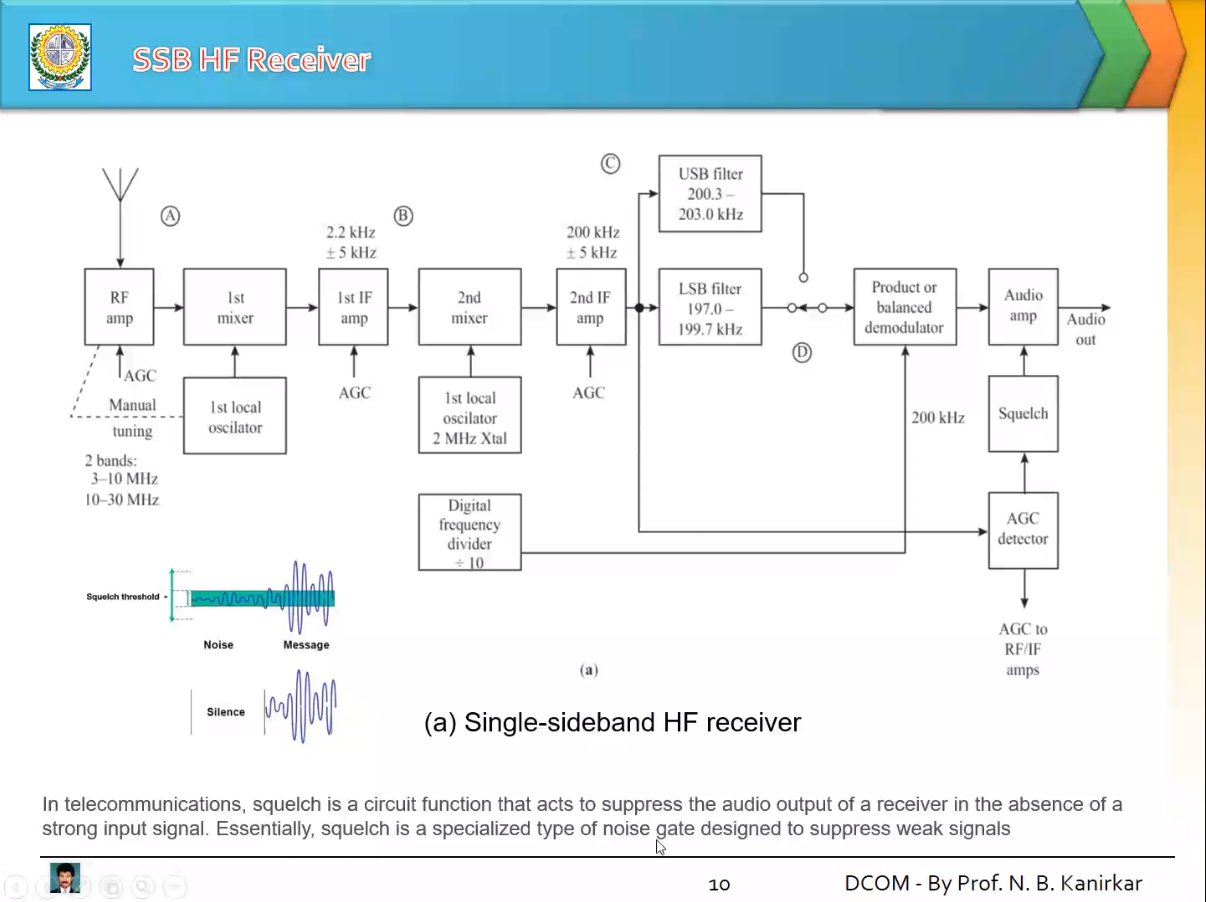 SSB HF Receiver
A
B
C
USB filter
200.3 –
203.0 kHz
2.2 kHz
± 5 kHz
200 kHz
± 5 kHz
RF
amp
1st
mixer
1st IF
amp
2nd
mixer
2nd IF
amp
LSB filter
197.0 –
199.7 kHz
Product or
balanced
demodulator
Audio
amp
Audio
out
D
AGC
Manual
tuning
1st local
oscilator
AGC
1st local
oscilator
2 MHz Xtal
AGC
200 kHz
Squelch
2 bands:
3–10 MHz
10–30 MHz
Digital
frequency
divider
÷ 10
AGC
detector
Squelch threshold
Noise
Message
AGC to
RF/IF
amps
(a)
Silence
(a) Single-sideband HF receiver
In telecommunications, squelch is a circuit function that acts to suppress the audio output of a receiver in the absence of a
strong input signal. Essentially, squelch is a specialized type of noise gate designed to suppress weak signals
10
DCOM - By Prof. N. B. Kanirkar